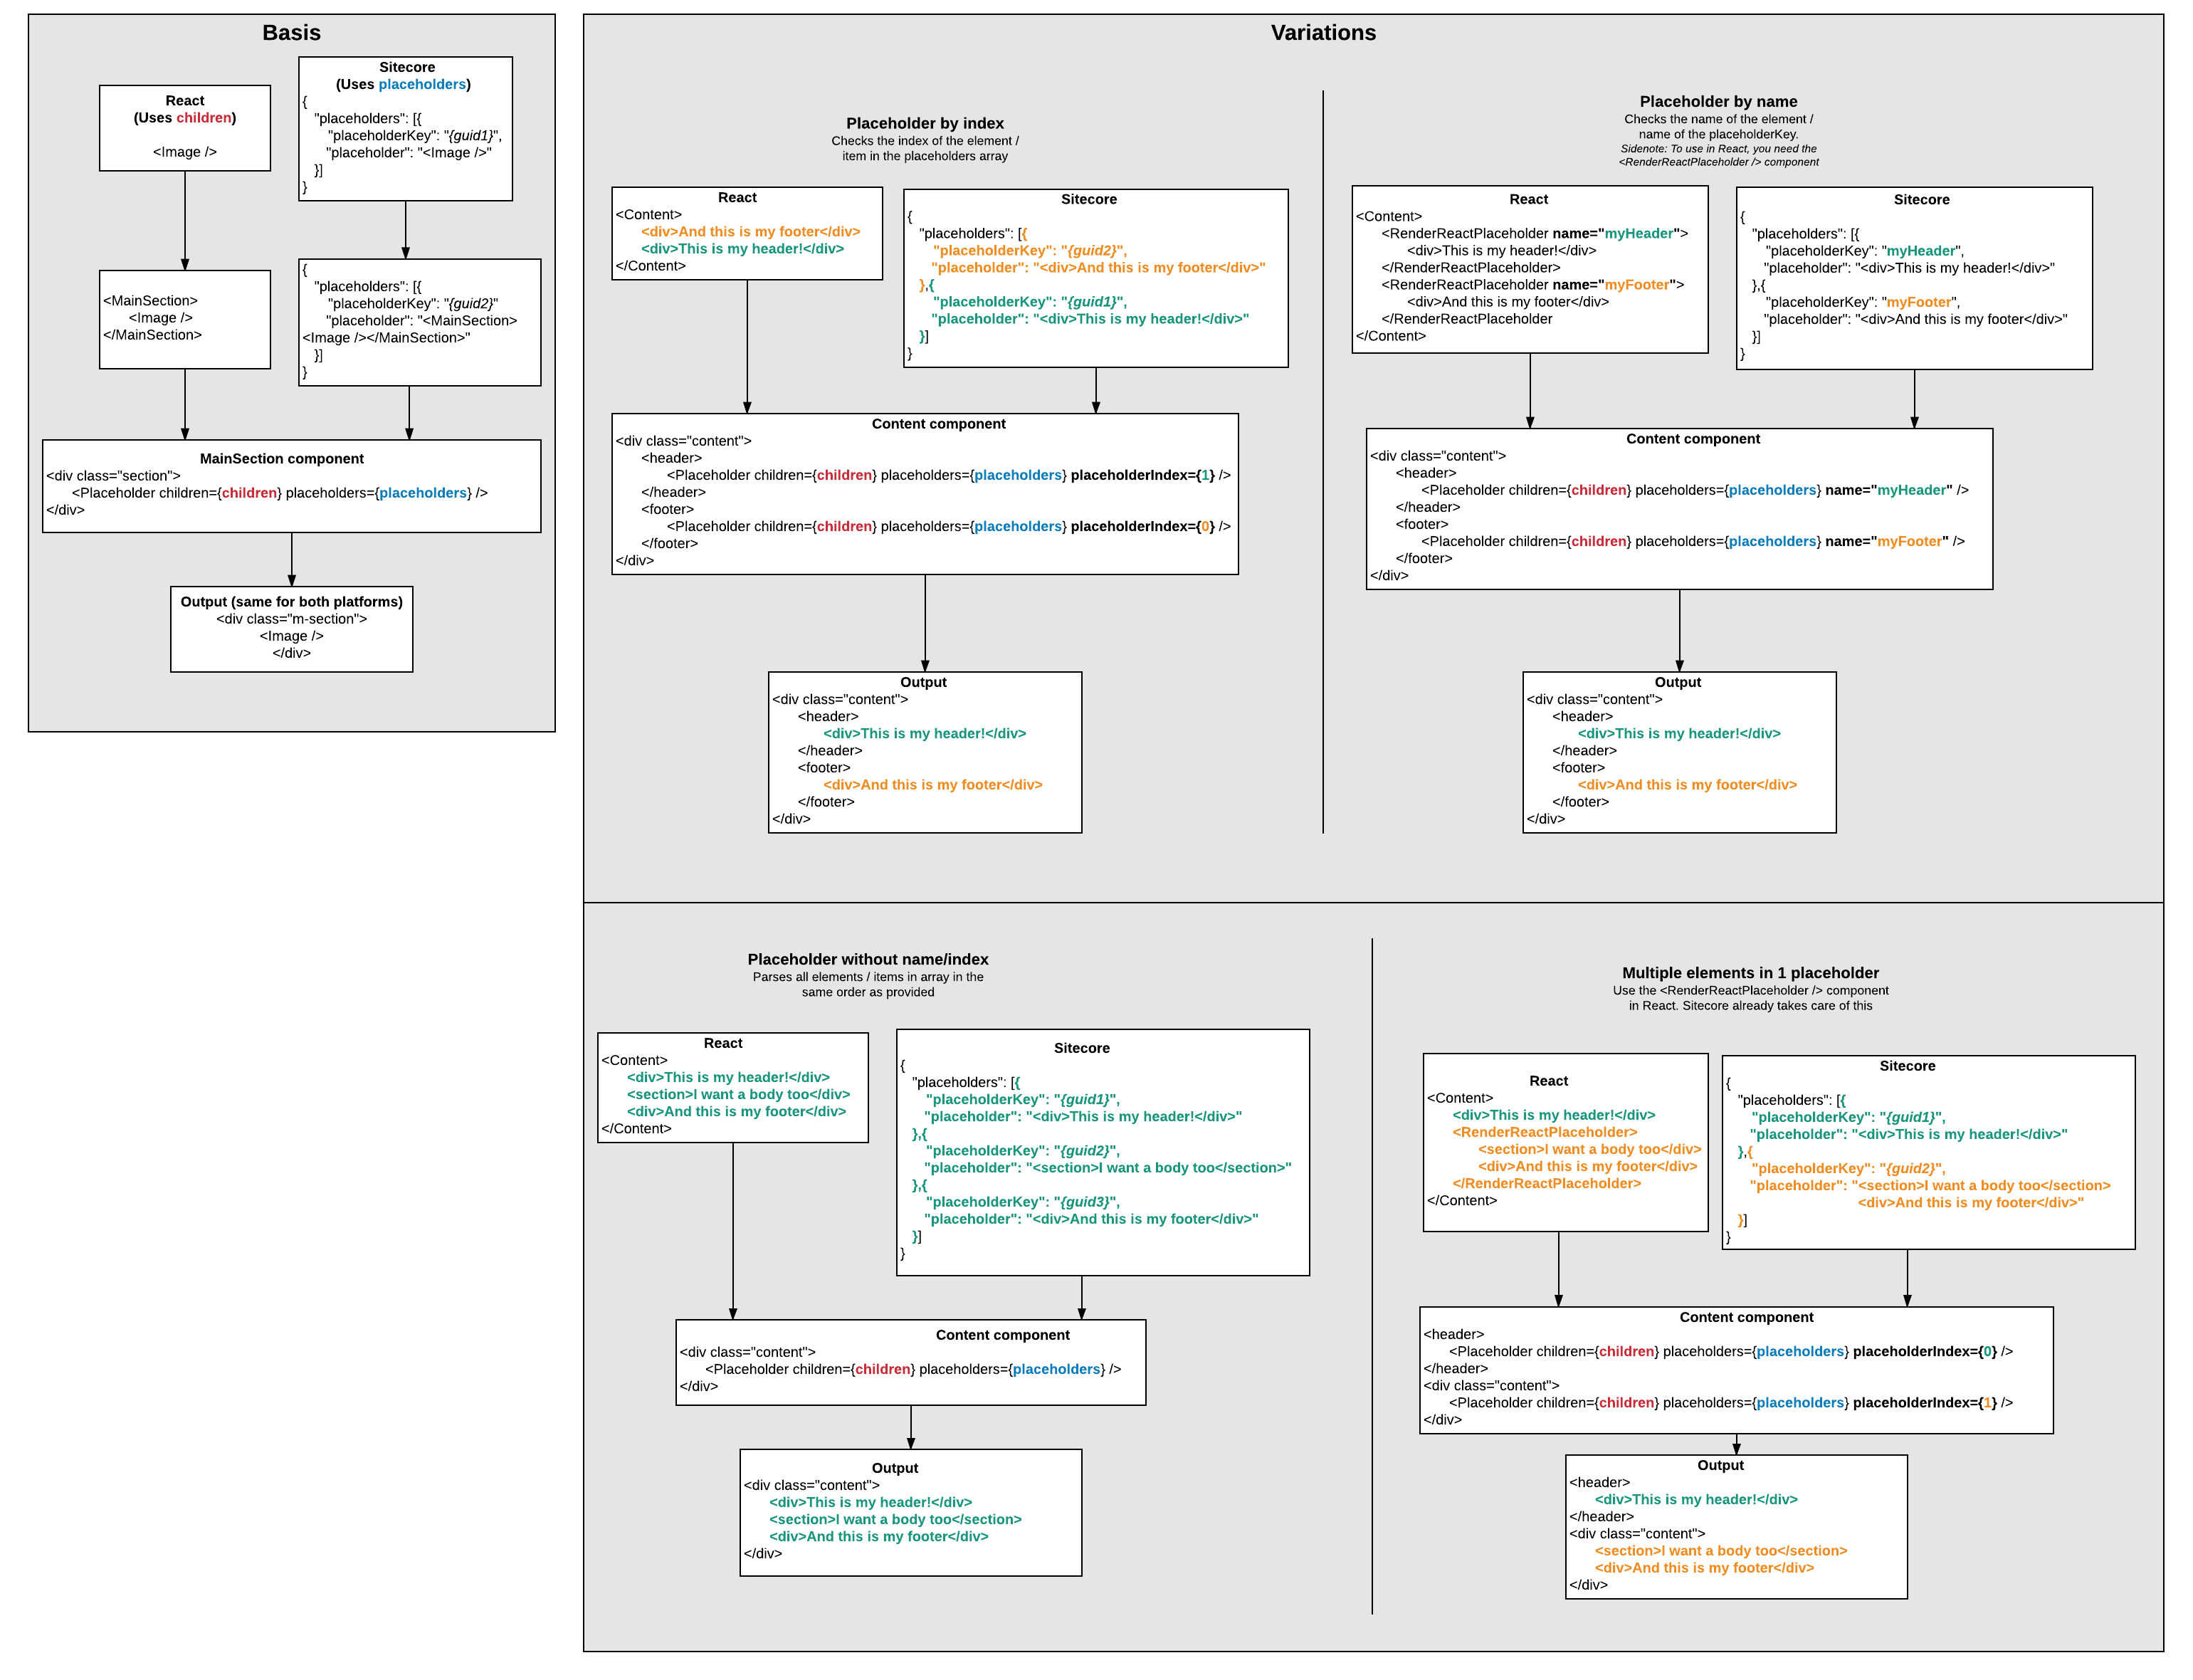 Basis
React
(Uses children)
<Image />
Sitecore
(Uses placeholders)
{
"placeholders": [{
"placeholderKey": "{guid1}",
"placeholder": "<Image />"
}]
}
<MainSection>
<Image />
</MainSection>
{
"placeholders": [{
"placeholderKey": "{guid2}"
"placeholder": "<MainSection>
<Image /></MainSection>"
}]
}
MainSection component
<div class="section">
<Placeholder children={children} placeholders={placeholders} />
</div>
Output (same for both platforms)
<div class="m-section">
<Image />
</div>
Variations
Placeholder by index
Checks the index of the element /
item in the placeholders array
React
<Content>
<div>And this is my footer</div>
<div>This is my header!</div>
</Content>
Sitecore
{
"placeholders": [{
"placeholderKey": "{guid2}",
"placeholder": "<div>And this is my footer</div>"
},{
"placeholderKey": "{guid1}",
"placeholder": "<div>This is my header!</div>"
}]
}
Content component
<div class="content">
<header>
<Placeholder children={children} placeholders={placeholders} placeholderIndex={1} />
</header>
<footer>
<Placeholder children={children} placeholders={placeholders} placeholderIndex={0} />
</footer>
</div>
Output
<div class="content">
<header>
<div>This is my header!</div>
</header>
<footer>
<div>And this is my footer</div>
</footer>
</div>
Placeholder by name
Checks the name of the element /
name of the placeholderKey.
Sidenote: To use in React, you need the
<RenderReactPlaceholder /> component
React
<Content>
<RenderReactPlaceholder name="myHeader">
<div>This is my header!</div>
</RenderReactPlaceholder>
<RenderReactPlaceholder name="myFooter">
<div>And this is my footer</div>
</RenderReactPlaceholder
</Content>
Sitecore
{
"placeholders": [{
"placeholderKey": "myHeader",
"placeholder": "<div>This is my header!</div>"
},{
"placeholderKey": "myFooter",
"placeholder": "<div>And this is my footer</div>"
}]
}
Content component
<div class="content">
<header>
<Placeholder children={children} placeholders={placeholders} name="myHeader" />
</header>
<footer>
<Placeholder children={children} placeholders={placeholders} name="myFooter" />
</footer>
</div>
Output
<div class="content">
<header>
<div>This is my header!</div>
</header>
<footer>
<div>And this is my footer</div>
</footer>
</div>
Placeholder without name/index
Parses all elements / items in array in the
same order as provided
React
<Content>
<div>This is my header!</div>
<section>I want a body too</div>
<div>And this is my footer</div>
</Content>
Sitecore
{
"placeholders": [{
"placeholderKey": "{guid1}",
"placeholder": "<div>This is my header!</div>"
},{
"placeholderKey": "{guid2}",
"placeholder": "<section>I want a body too</section>"
},{
"placeholderKey": "{guid3}",
"placeholder": "<div>And this is my footer</div>"
}]
}
Content component
<div class="content">
<Placeholder children={children} placeholders={placeholders} />
</div>
Output
<div class="content">
<div>This is my header!</div>
<section>I want a body too</section>
<div>And this is my footer</div>
</div>
Multiple elements in 1 placeholder
Use the <RenderReactPlaceholder /> component
in React. Sitecore already takes care of this
React
<Content>
<div>This is my header!</div>
<RenderReactPlaceholder>
<section>I want a body too</div>
<div>And this is my footer</div>
</RenderReactPlaceholder>
</Content>
Sitecore
{
"placeholders": [{
"placeholderKey": "{guid1}",
"placeholder": "<div>This is my header!</div>"
},{
"placeholderKey": "{guid2}",
"placeholder": "<section>I want a body too</section>
<div>And this is my footer</div>"
}]
}
Content component
<header>
<Placeholder children={children} placeholders={placeholders} placeholderIndex={0} />
</header>
<div class="content">
<Placeholder children={children} placeholders={placeholders} placeholderIndex={1} />
</div>
Output
<header>
<div>This is my header!</div>
</header>
<div class="content">
<section>I want a body too</section>
<div>And this is my footer</div>
</div>